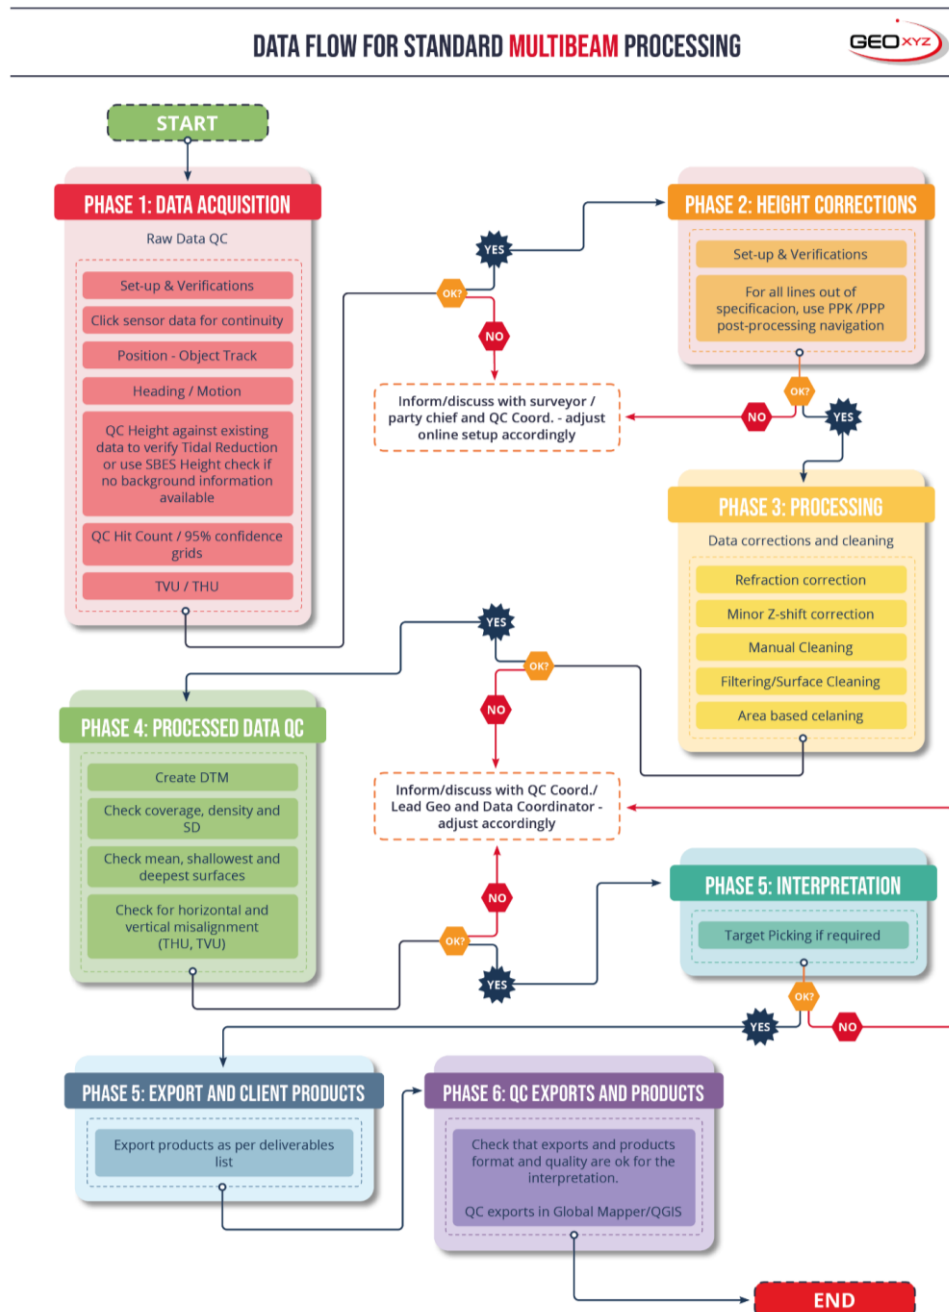 DATA FLOW FOR STANDARD MULTIBEAM PROCESSING
GEOXYZ
START
PHASE 1: DATA ACQUISITION
Raw Data QC
Set-up & Verifications
Click sensor data for continuity
Position - Object Track
Heading / Motion
QC Height against existing
data to verify Tidal Reduction
or use SBES Height check if
no background information
available
QC Hit Count / 95% confidence
grids
TVU / THU
OK?
YES
NO
Inform/discuss with surveyor /
party chief and QC Coord. - adjust
online setup accordingly
PHASE 2: HEIGHT CORRECTIONS
Set-up & Verifications
For all lines out of
specificacion, use PPK /PPP
post-processing navigation
OK?
NO
YES
PHASE 3: PROCESSING
Data corrections and cleaning
Refraction correction
Minor Z-shift correction
Manual Cleaning
Filtering/Surface Cleaning
Area based celaning
YES
OK?
NO
Inform/discuss with QC Coord./
Lead Geo and Data Coordinator -
adjust accordingly
PHASE 4: PROCESSED DATA QC
Create DTM
Check coverage, density and
SD
Check mean, shallowest and
deepest surfaces
Check for horizontal and
vertical misalignment
(THU, TVU)
NO
OK?
YES
PHASE 5: INTERPRETATION
Target Picking if required
OK?
YES
NO
PHASE 5: EXPORT AND CLIENT PRODUCTS
Export products as per deliverables
list
PHASE 6: QC EXPORTS AND PRODUCTS
Check that exports and products
format and quality are ok for the
interpretation.
QC exports in Global Mapper/QGIS
END